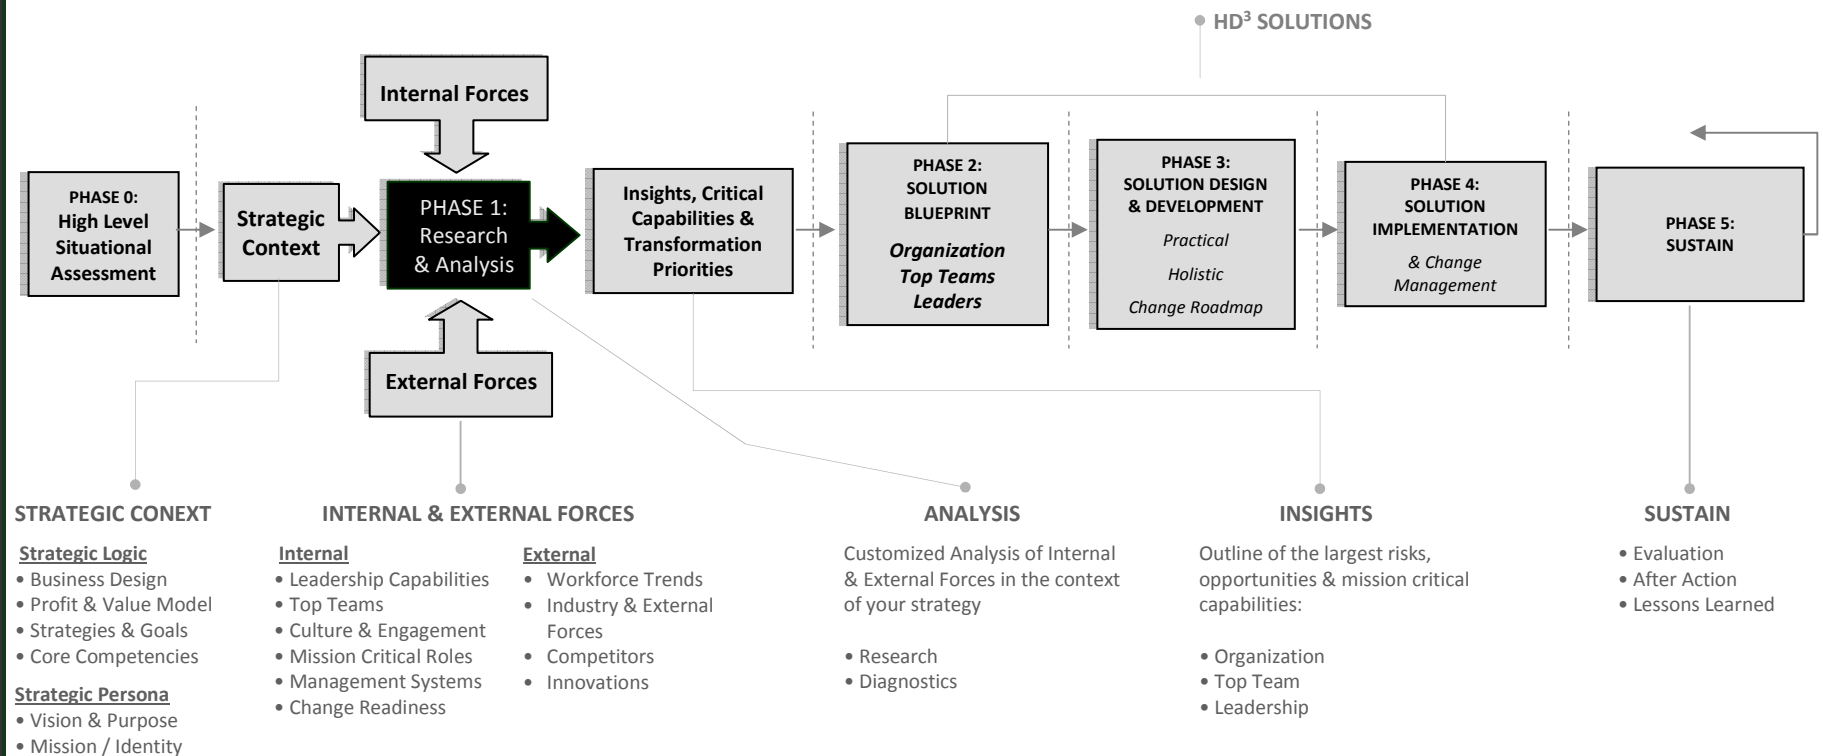 HD³ SOLUTIONS
Internal Forces
PHASE 0:
High Level
Situational
Assessment
Strategic
Context
PHASE 1:
Research
& Analysis
External Forces
Insights, Critical
Capabilities &
Transformation
Priorities
PHASE 2:
SOLUTION
BLUEPRINT
Organization
Top Teams
Leaders
PHASE 3:
SOLUTION DESIGN
& DEVELOPMENT
Practical
Holistic
Change Roadmap
PHASE 4:
SOLUTION
IMPLEMENTATION
& Change
Management
PHASE 5:
SUSTAIN
STRATEGIC CONEXT
Strategic Logic
• Business Design
• Profit & Value Model
• Strategies & Goals
• Core Competencies
Strategic Persona
• Vision & Purpose
• Mission / Identity
INTERNAL & EXTERNAL FORCES
Internal
• Leadership Capabilities
• Top Teams
• Culture & Engagement
• Mission Critical Roles
• Management Systems
• Change Readiness
External
• Workforce Trends
• Industry & External
Forces
• Competitors
• Innovations
ANALYSIS
Customized Analysis of Internal
& External Forces in the context
of your strategy
• Research
• Diagnostics
INSIGHTS
Outline of the largest risks,
opportunities & mission critical
capabilities:
• Organization
• Top Team
• Leadership
SUSTAIN
• Evaluation
• After Action
• Lessons Learned